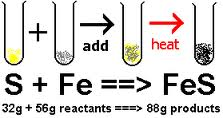 + add heat
S + Fe ==> FeS
32g + 56g reactants ===> 88g products